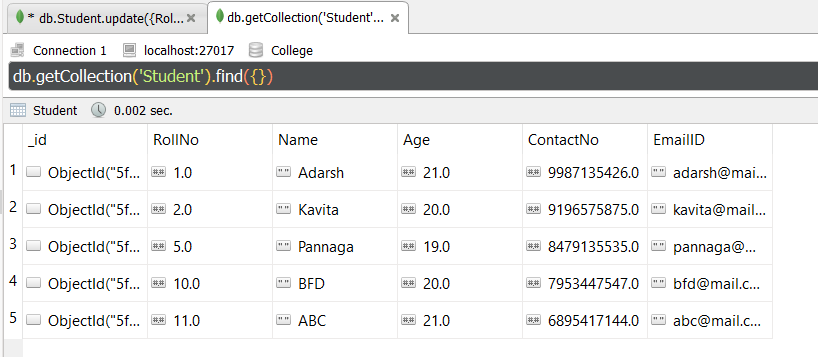 * db.Student.update({Rol... db.getCollection('Student'...
Connection 1 localhost:27017 College
db.getCollection('Student').find({})
Student 0.002 sec.
_id RollNo Name Age ContactNo EmailID
1 ObjectId("5f... 1.0 Adarsh 21.0 9987135426.0 adarsh@mai...
2 ObjectId("5f... 2.0 Kavita 20.0 9196575875.0 kavita@mail...
3 ObjectId("5f... 5.0 Pannaga 19.0 8479135535.0 pannaga@...
4 ObjectId("5f... 10.0 BFD 20.0 7953447547.0 bfd@mail.c...
5 ObjectId("5f... 11.0 ABC 21.0 6895417144.0 abc@mail.c...